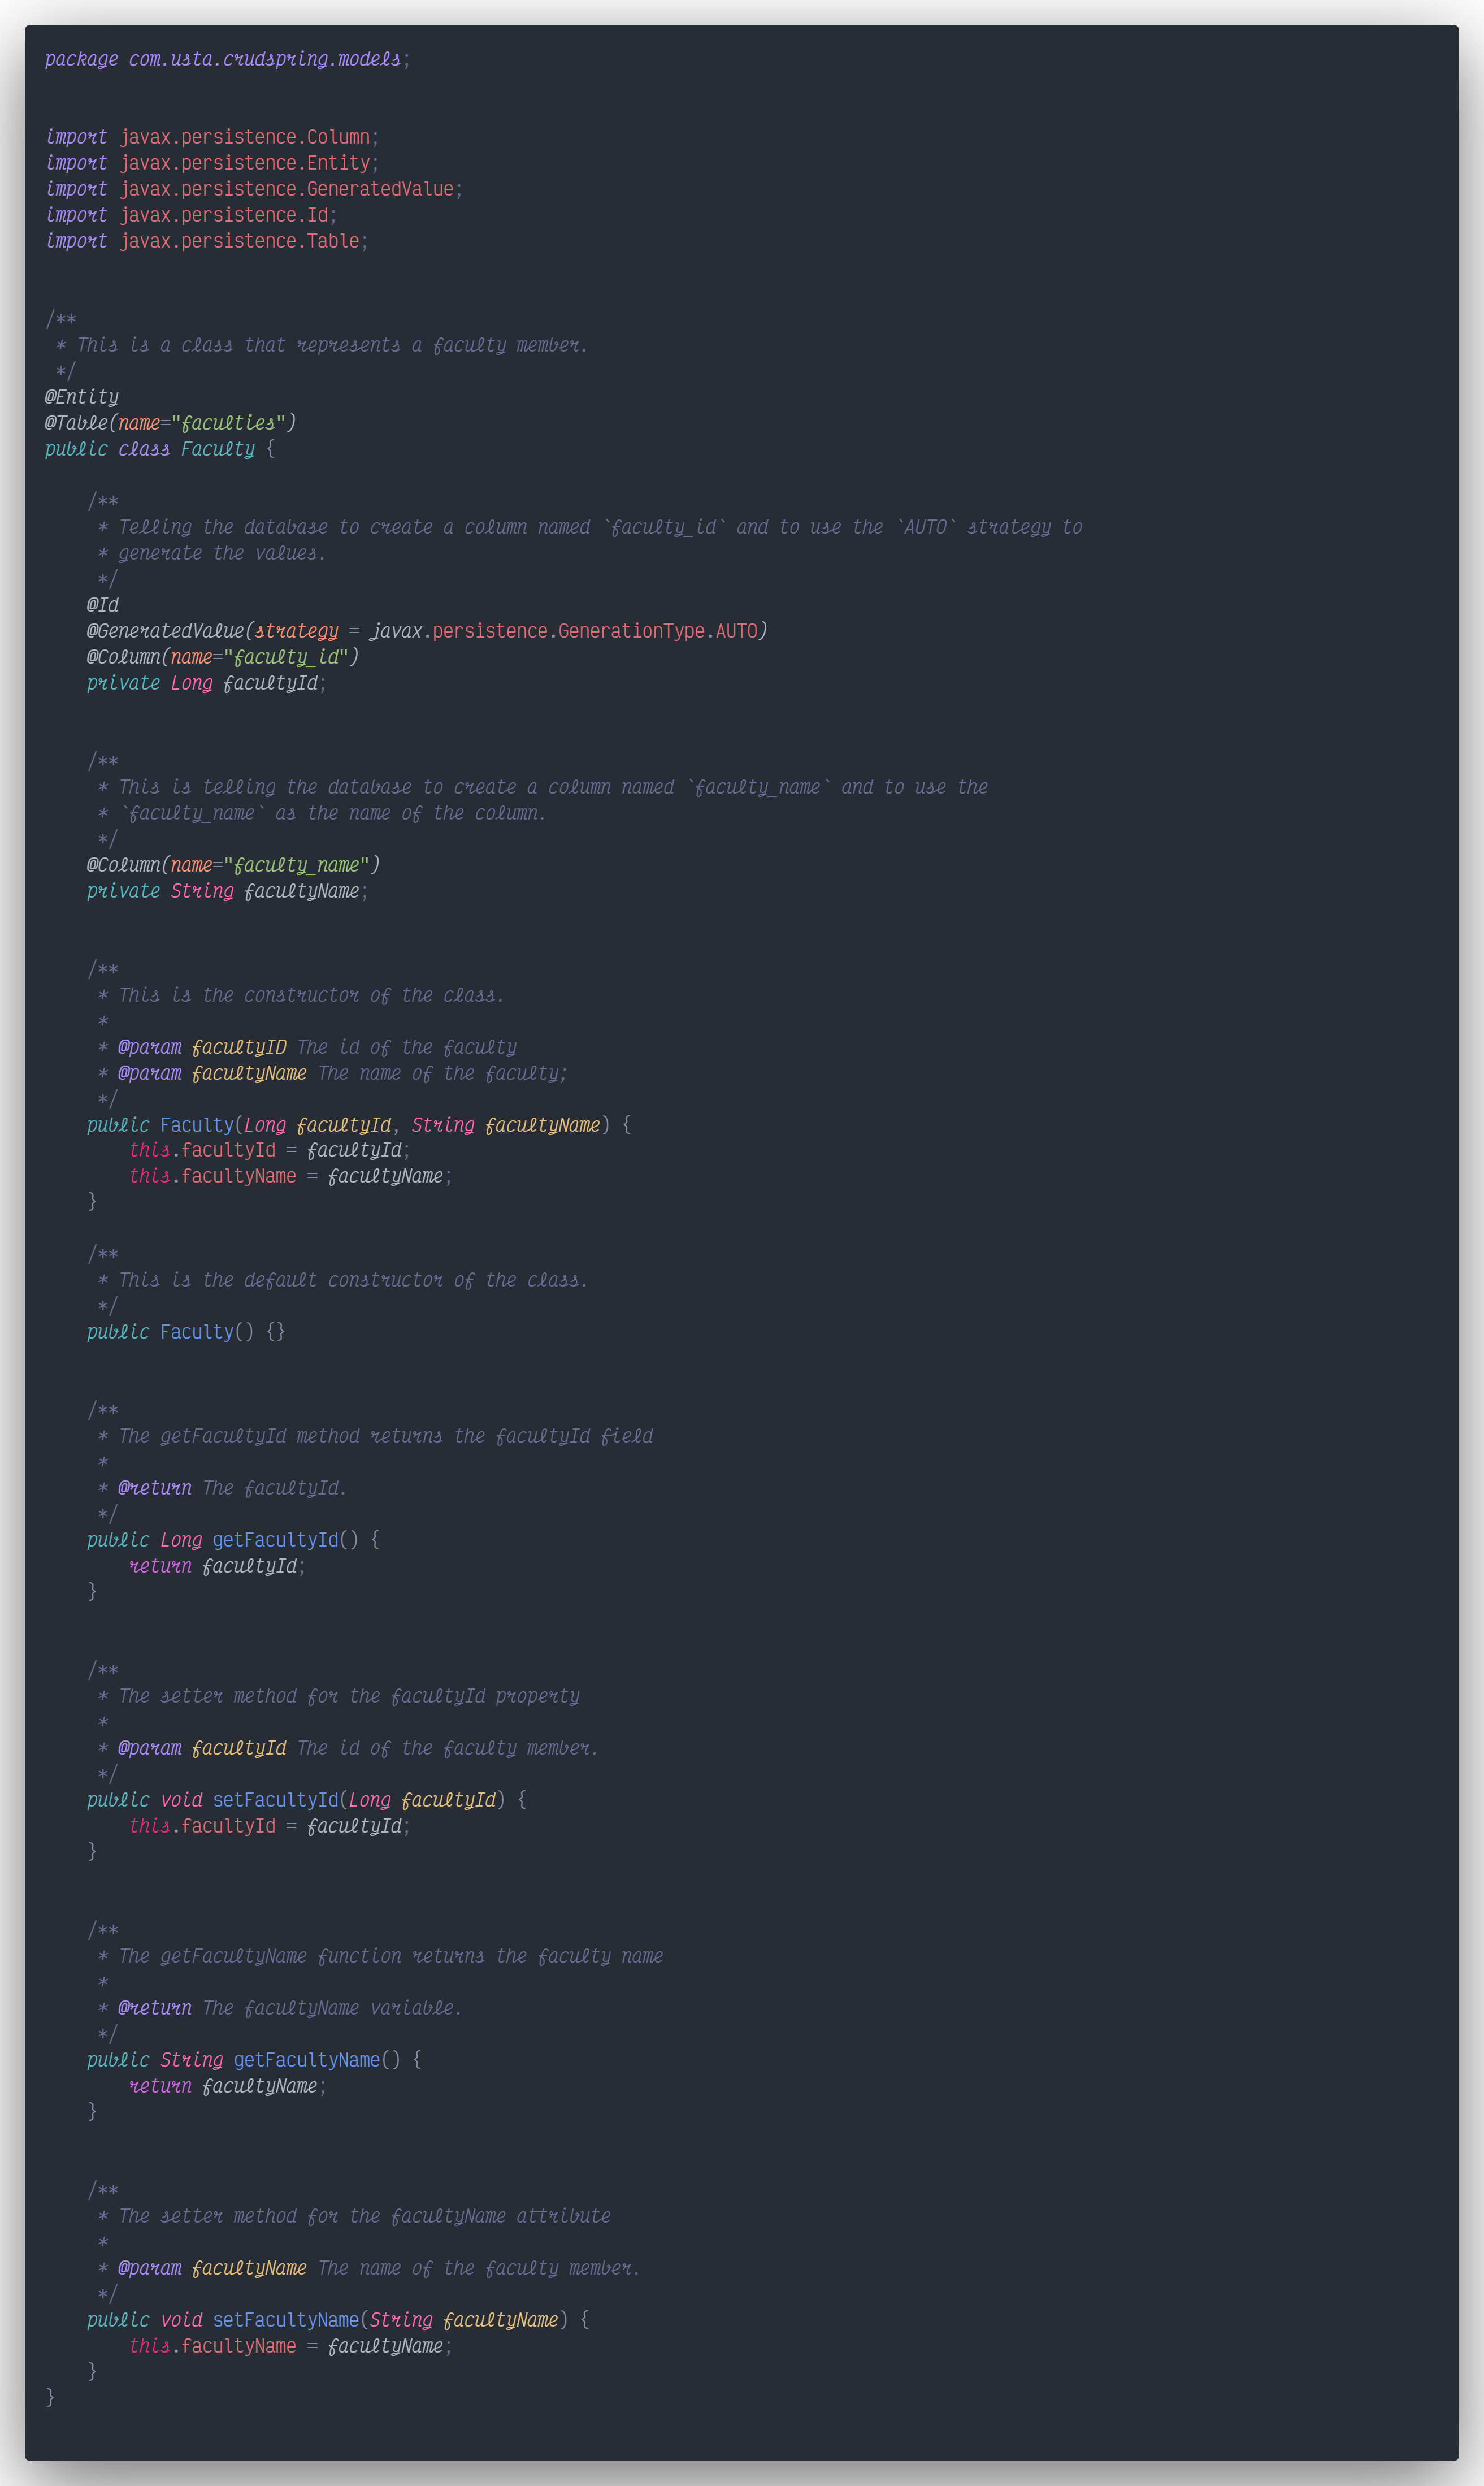 package com.usta.crudspring.models;
import javax.persistence.Column;
import javax.persistence.Entity;
import javax.persistence.GeneratedValue;
import javax.persistence.Id;
import javax.persistence.Table;
/**
 * This is a class that represents a faculty member.
 */
@Entity
@Table(name="faculties")
public class Faculty {
    /**
     * Telling the database to create a column named `faculty_id` and to use the `AUTO` strategy to
     * generate the values.
     */
    @Id
    @GeneratedValue(strategy = javax.persistence.GenerationType.AUTO)
    @Column(name="faculty_id")
    private Long facultyId;
    /**
     * This is telling the database to create a column named `faculty_name` and to use the
     * `faculty_name` as the name of the column.
     */
    @Column(name="faculty_name")
    private String facultyName;
    /**
     * This is the constructor of the class.
     *
     * @param facultyID The id of the faculty
     * @param facultyName The name of the faculty;
     */
    public Faculty(Long facultyId, String facultyName) {
        this.facultyId = facultyId;
        this.facultyName = facultyName;
    }
    /**
     * This is the default constructor of the class.
     */
    public Faculty() {}
    /**
     * The getFacultyId method returns the facultyId field
     *
     * @return The facultyId.
     */
    public Long getFacultyId() {
        return facultyId;
    }
    /**
     * The setter method for the facultyId property
     *
     * @param facultyId The id of the faculty member.
     */
    public void setFacultyId(Long facultyId) {
        this.facultyId = facultyId;
    }
    /**
     * The getFacultyName function returns the faculty name
     *
     * @return The facultyName variable.
     */
    public String getFacultyName() {
        return facultyName;
    }
    /**
     * The setter method for the facultyName attribute
     *
     * @param facultyName The name of the faculty member.
     */
    public void setFacultyName(String facultyName) {
        this.facultyName = facultyName;
    }
}